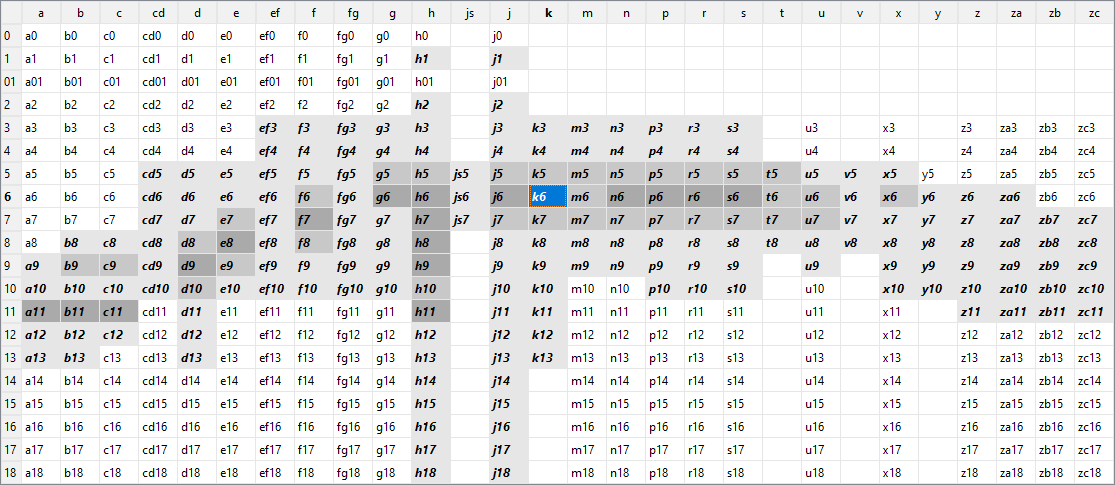 a b c cd d e ef f fg g h js j k m n p r s t u v x y z za zb zc
0 a0 b0 c0 cd0 d0 e0 ef0 f0 fg0 g0 h0 j0
1 a1 b1 c1 cd1 d1 e1 ef1 f1 fg1 g1 h1 j1
01 a01 b01 c01 cd01 d01 e01 ef01 f01 fg01 g01 h01 j01
2 a2 b2 c2 cd2 d2 e2 ef2 f2 fg2 g2 h2 j2
3 a3 b3 c3 cd3 d3 e3 ef3 f3 fg3 g3 h3 j3 k3 m3 n3 p3 r3 s3 u3 x3 z3 za3 zb3 zc3
4 a4 b4 c4 cd4 d4 e4 ef4 f4 fg4 g4 h4 j4 k4 m4 n4 p4 r4 s4 u4 x4 z4 za4 zb4 zc4
5 a5 b5 c5 cd5 d5 e5 ef5 f5 fg5 g5 h5 js5 j5 k5 m5 n5 p5 r5 s5 t5 u5 v5 x5 y5 z5 za5 zb5 zc5
6 a6 b6 c6 cd6 d6 e6 ef6 f6 fg6 g6 h6 js6 j6 k6 m6 n6 p6 r6 s6 t6 u6 v6 x6 y6 z6 za6 zb6 zc6
7 a7 b7 c7 cd7 d7 e7 ef7 f7 fg7 g7 h7 js7 j7 k7 m7 n7 p7 r7 s7 t7 u7 v7 x7 y7 z7 za7 zb7 zc7
8 a8 b8 c8 cd8 d8 e8 ef8 f8 fg8 g8 h8 j8 k8 m8 n8 p8 r8 s8 t8 u8 v8 x8 y8 z8 za8 zb8 zc8
9 a9 b9 c9 cd9 d9 e9 ef9 f9 fg9 g9 h9 j9 k9 m9 n9 p9 r9 s9 u9 x9 y9 z9 za9 zb9 zc9
10 a10 b10 c10 cd10 d10 e10 ef10 f10 fg10 g10 h10 j10 k10 m10 n10 p10 r10 s10 u10 x10 y10 z10 za10 zb10 zc10
11 a11 b11 c11 cd11 d11 e11 ef11 f11 fg11 g11 h11 j11 k11 m11 n11 p11 r11 s11 u11 x11 z11 za11 zb11 zc11
12 a12 b12 c12 cd12 d12 e12 ef12 f12 fg12 g12 h12 j12 k12 m12 n12 p12 r12 s12 u12 x12 z12 za12 zb12 zc12
13 a13 b13 c13 cd13 d13 e13 ef13 f13 fg13 g13 h13 j13 k13 m13 n13 p13 r13 s13 u13 x13 z13 za13 zb13 zc13
14 a14 b14 c14 cd14 d14 e14 ef14 f14 fg14 g14 h14 j14 m14 n14 p14 r14 s14 u14 x14 z14 za14 zb14 zc14
15 a15 b15 c15 cd15 d15 e15 ef15 f15 fg15 g15 h15 j15 m15 n15 p15 r15 s15 u15 x15 z15 za15 zb15 zc15
16 a16 b16 c16 cd16 d16 e16 ef16 f16 fg16 g16 h16 j16 m16 n16 p16 r16 s16 u16 x16 z16 za16 zb16 zc16
17 a17 b17 c17 cd17 d17 e17 ef17 f17 fg17 g17 h17 j17 m17 n17 p17 r17 s17 u17 x17 z17 za17 zb17 zc17
18 a18 b18 c18 cd18 d18 e18 ef18 f18 fg18 g18 h18 j18 m18 n18 p18 r18 s18 u18 x18 z18 za18 zb18 zc18